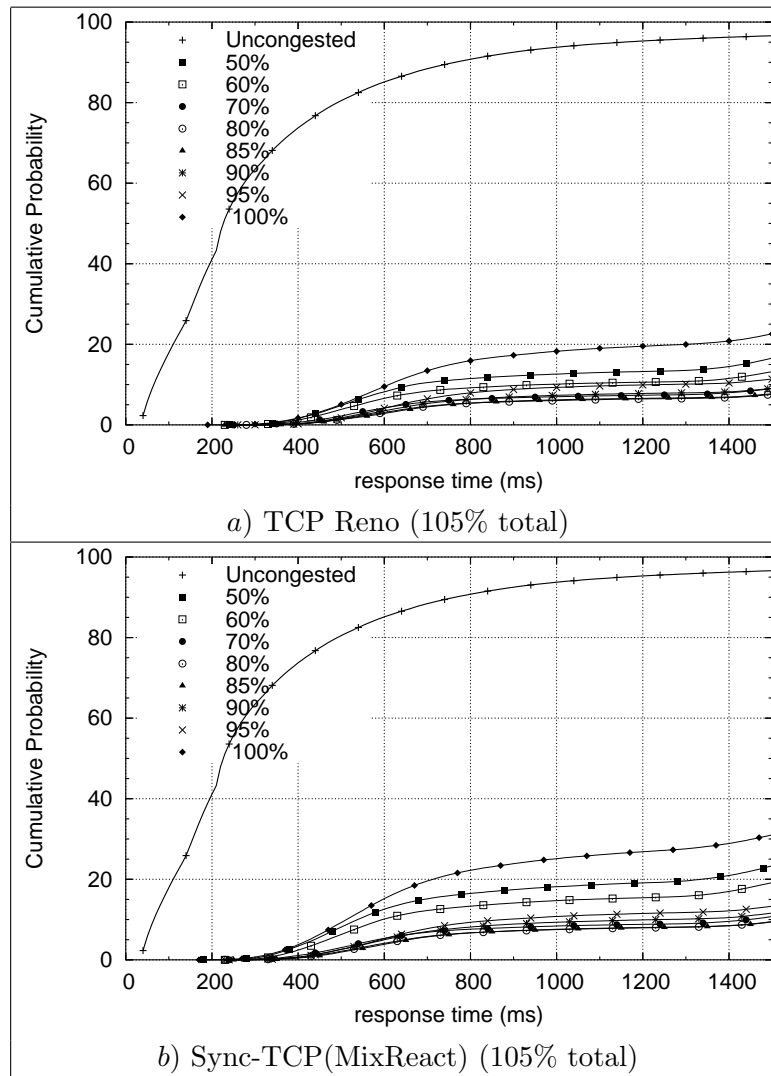 100
80
60
40
20
0
Cumulative Probability
Uncongested
50%
60%
70%
80%
85%
90%
95%
100%
0 200 400 600 800 1000 1200 1400
response time (ms)
a) TCP Reno (105% total)
100
80
60
40
20
0
Cumulative Probability
Uncongested
50%
60%
70%
80%
85%
90%
95%
100%
0 200 400 600 800 1000 1200 1400
response time (ms)
b) Sync-TCP(MixReact) (105% total)